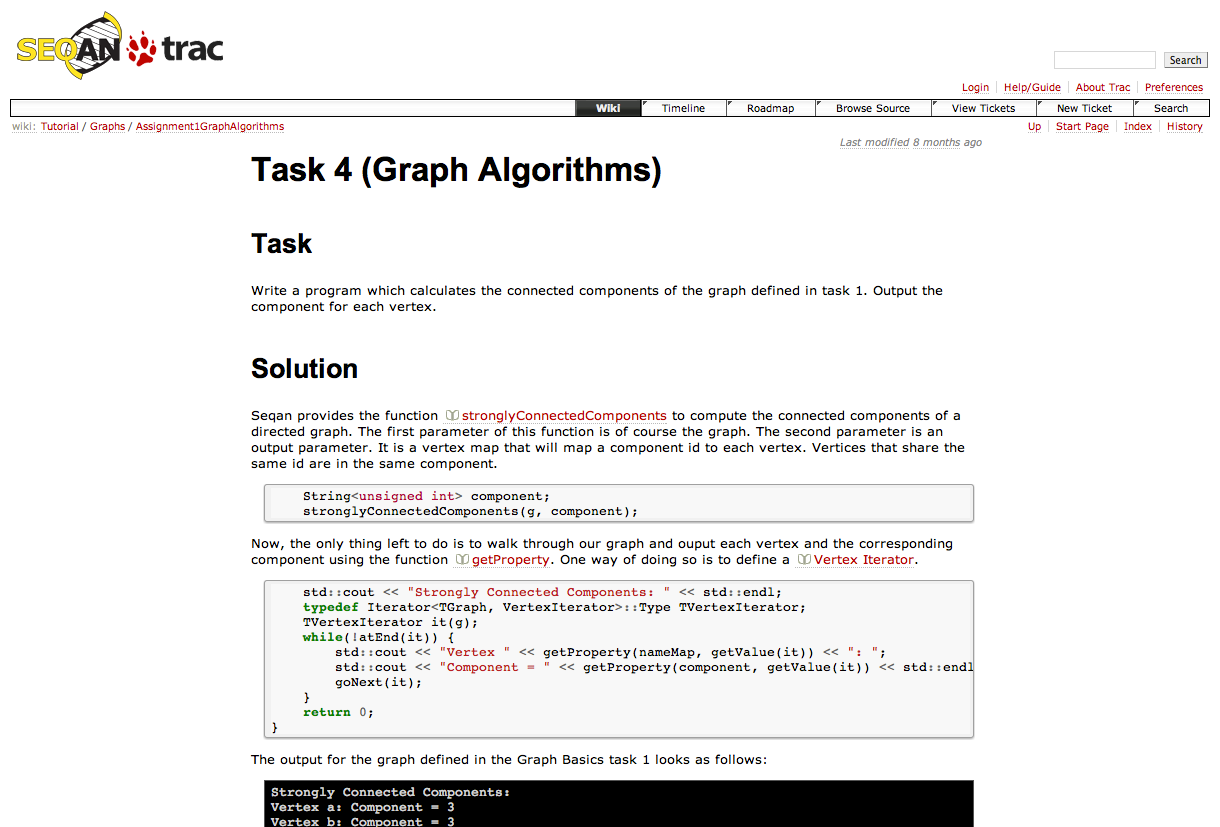 SEQAN trac
Search
Login Help/Guide About Trac Preferences
Wiki Timeline Roadmap Browse Source View Tickets New Ticket Search
wiki: Tutorial / Graphs / Assignment1GraphAlgorithms
Up Start Page Index History
Last modified 8 months ago
Task 4 (Graph Algorithms)
Task
Write a program which calculates the connected components of the graph defined in task 1. Output the
component for each vertex.
Solution
Seqan provides the function stronglyConnectedComponents to compute the connected components of a
directed graph. The first parameter of this function is of course the graph. The second parameter is an
output parameter. It is a vertex map that will map a component id to each vertex. Vertices that share the
same id are in the same component.
String<unsigned int> component;
stronglyConnectedComponents(g, component);
Now, the only thing left to do is to walk through our graph and ouput each vertex and the corresponding
component using the function getProperty. One way of doing so is to define a Vertex Iterator.
std::cout << "Strongly Connected Components: " << std::endl;
typedef Iterator<TGraph, VertexIterator>::Type TVertexIterator;
TVertexIterator it(g);
while(!atEnd(it)) {
std::cout << "Vertex " << getProperty(nameMap, getValue(it)) << ": ";
std::cout << "Component = " << getProperty(component, getValue(it)) << std::endl
goNext(it);
}
return 0;
}
The output for the graph defined in the Graph Basics task 1 looks as follows:
Strongly Connected Components:
Vertex a: Component = 3
Vertex b: Component = 3